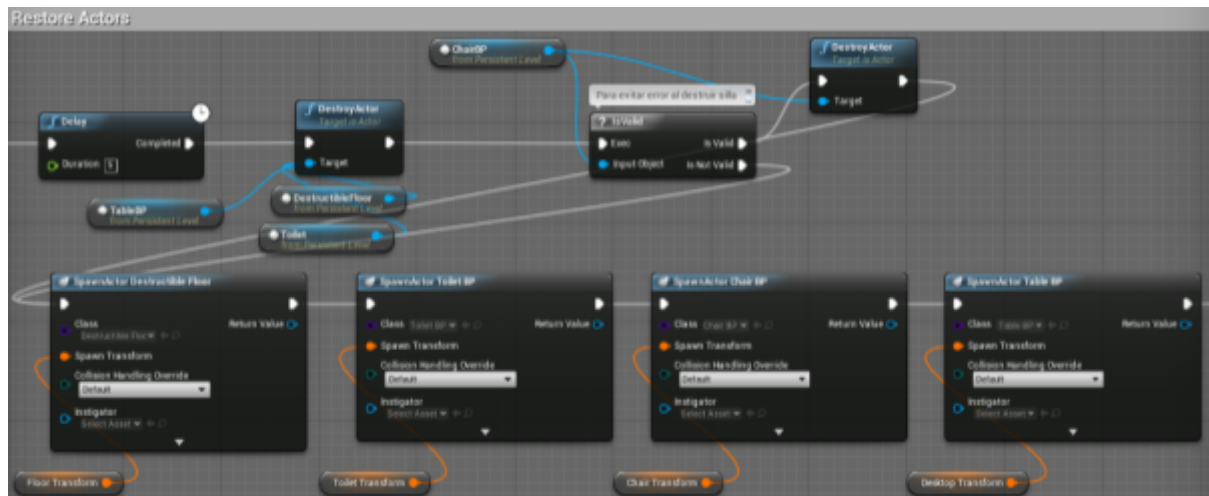 Restore Actors
ChairBP
from Persistent Level
DestroyActor
Target is Actor
Target
Para evitar error al destruir silla
IsValid
Exec
Is Valid
Input Object
Is Not Valid
Delay
Completed
Duration
5
DestroyActor
Target is Actor
Target
TableBP
from Persistent Level
DestructibleFloor
from Persistent Level
Toilet
from Persistent Level
SpawnActor Destructible Floor
Class
Destructible Floc
Return Value
Spawn Transform
Collision Handling Override
Default
Instigator
Select Asset
Floor Transform
SpawnActor Toilet BP
Class
Toilet BP
Return Value
Spawn Transform
Collision Handling Override
Default
Instigator
Select Asset
Toilet Transform
SpawnActor Chair BP
Class
Chair BP
Return Value
Spawn Transform
Collision Handling Override
Default
Instigator
Select Asset
Chair Transform
SpawnActor Table BP
Class
Table BP
Return Value
Spawn Transform
Collision Handling Override
Default
Instigator
Select Asset
Desktop Transform